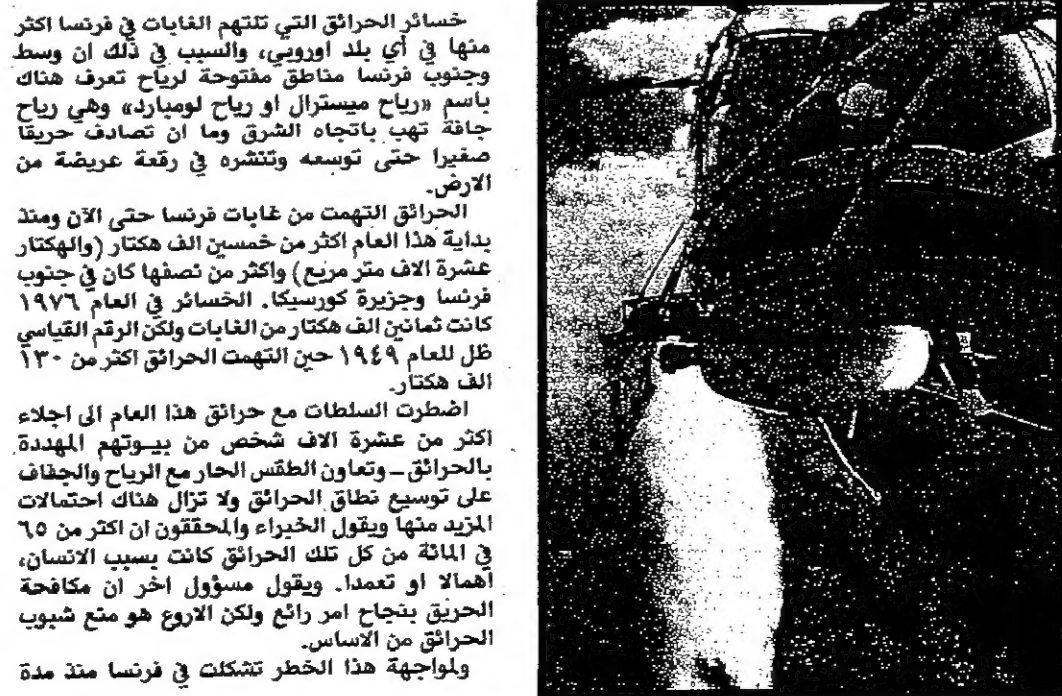 خسائر الحرائق التي تلتهم الغابات في فرنسا اكثر
منها في أي بلد اوروبي، والسبب في ذلك ان وسط
وجنوب فرنسا مناطق مفتوحة لرياح تعرف هناك
باسم «رياح ميسترال او رياح لومبارد» وهي رياح
جافة تهب باتجاه الشرق وما ان تصادف حريقا
صغيرا حتى توسعه وتنشره في رقعة عريضة من
الارض.
الحرائق التهمت من غابات فرنسا حتى الآن ومنذ
بداية هذا العام اكثر من خمسين الف هكتار (والهكتار
عشرة الاف متر مربع) واكثر من نصفها كان في جنوب
فرنسا وجزيرة كورسيكا. الخسائر في العام ١٩٧٦
كانت ثمانين الف هكتار من الغابات ولكن الرقم القياسي
ظل للعام ١٩٤٩ حين التهمت الحرائق اكثر من ١٣٠
الف هكتار.
اضطرت السلطات مع حرائق هذا العام الى اجلاء
اكثر من عشرة الاف شخص من بيــوتهم المهددة
بالحرائق ــ وتعاون الطقس الحار مع الرياح والجفاف
على توسيع نطاق الحرائق ولا تزال هناك احتمالات
المزيد منها ويقول الخبراء والمحققون ان اكثر من ٦٥
في المائة من كل تلك الحرائق كانت بسبب الانسان،
اهمالا او تعمدا. ويقول مسؤول اخر ان مكافحة
الحريق بنجاح امر رائع ولكن الاروع هو منع شبوب
الحرائق من الاساس.
ولمواجهة هذا الخطر تشكلت في فرنسا منذ مدة